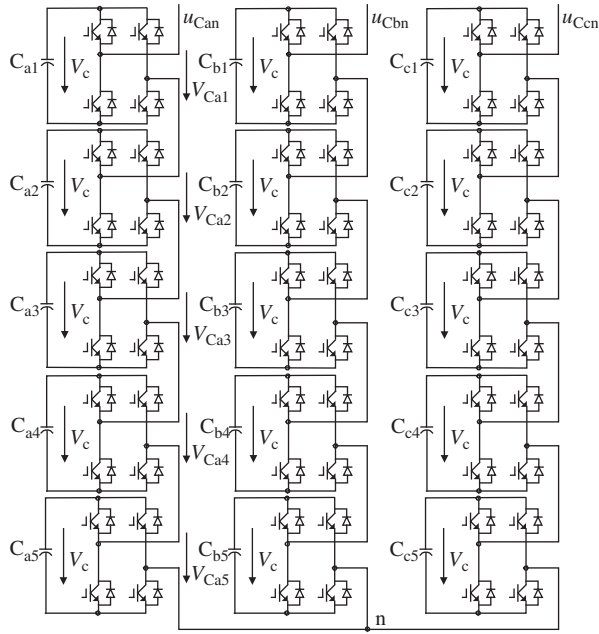 u_Can u_Cbn u_Ccn
C_a1 V_c V_Ca1 C_b1 V_c C_c1 V_c
C_a2 V_c V_Ca2 C_b2 V_c C_c2 V_c
C_a3 V_c V_Ca3 C_b3 V_c C_c3 V_c
C_a4 V_c V_Ca4 C_b4 V_c C_c4 V_c
C_a5 V_c V_Ca5 C_b5 V_c C_c5 V_c
n